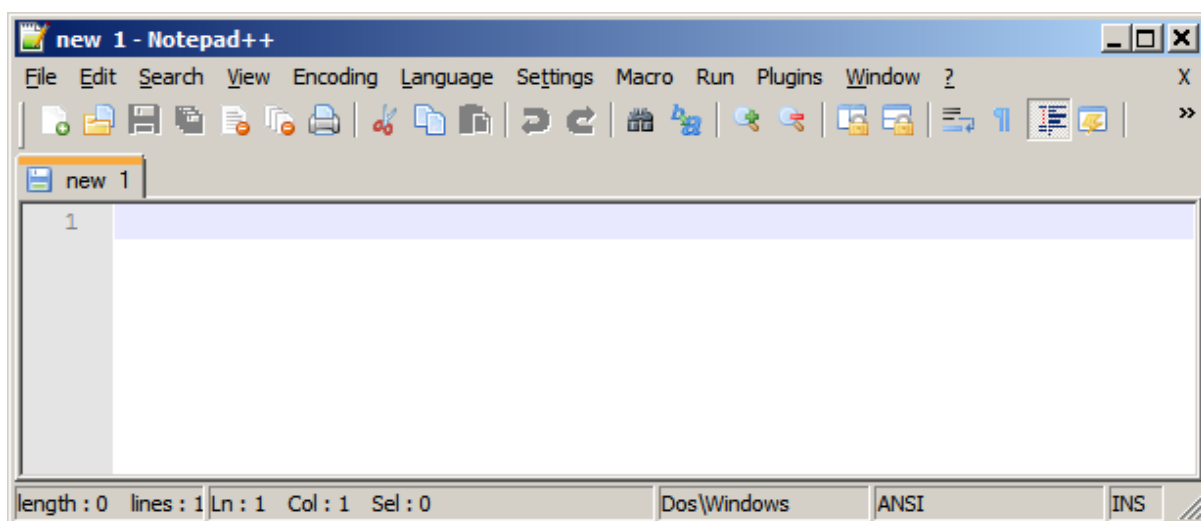 new 1 - Notepad++
File Edit Search View Encoding Language Settings Macro Run Plugins Window ? X
new 1
1
length : 0 lines : 1 Ln : 1 Col : 1 Sel : 0 Dos\Windows ANSI INS